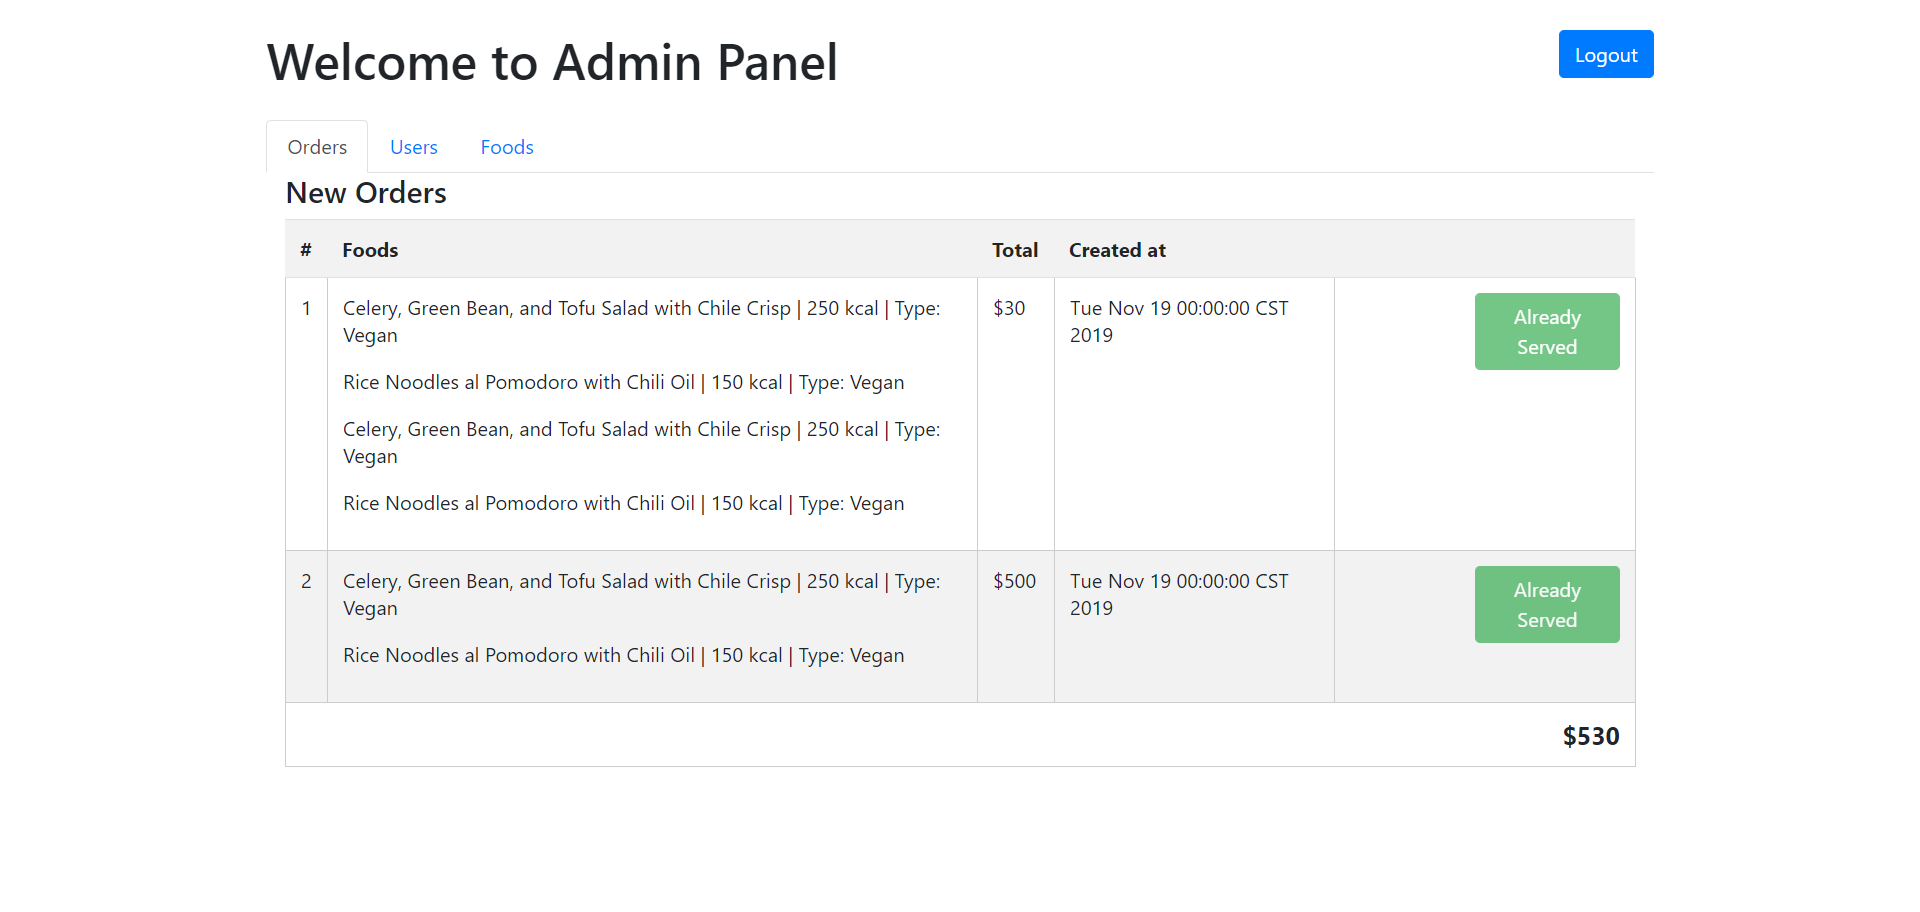 Welcome to Admin Panel
Logout
Orders
Users
Foods
New Orders
# Foods Total Created at
1 Celery, Green Bean, and Tofu Salad with Chile Crisp | 250 kcal | Type: $30 Tue Nov 19 00:00:00 CST Already
Vegan 2019 Served
Rice Noodles al Pomodoro with Chili Oil | 150 kcal | Type: Vegan
Celery, Green Bean, and Tofu Salad with Chile Crisp | 250 kcal | Type:
Vegan
Rice Noodles al Pomodoro with Chili Oil | 150 kcal | Type: Vegan
2 Celery, Green Bean, and Tofu Salad with Chile Crisp | 250 kcal | Type: $500 Tue Nov 19 00:00:00 CST Already
Vegan 2019 Served
Rice Noodles al Pomodoro with Chili Oil | 150 kcal | Type: Vegan
$530